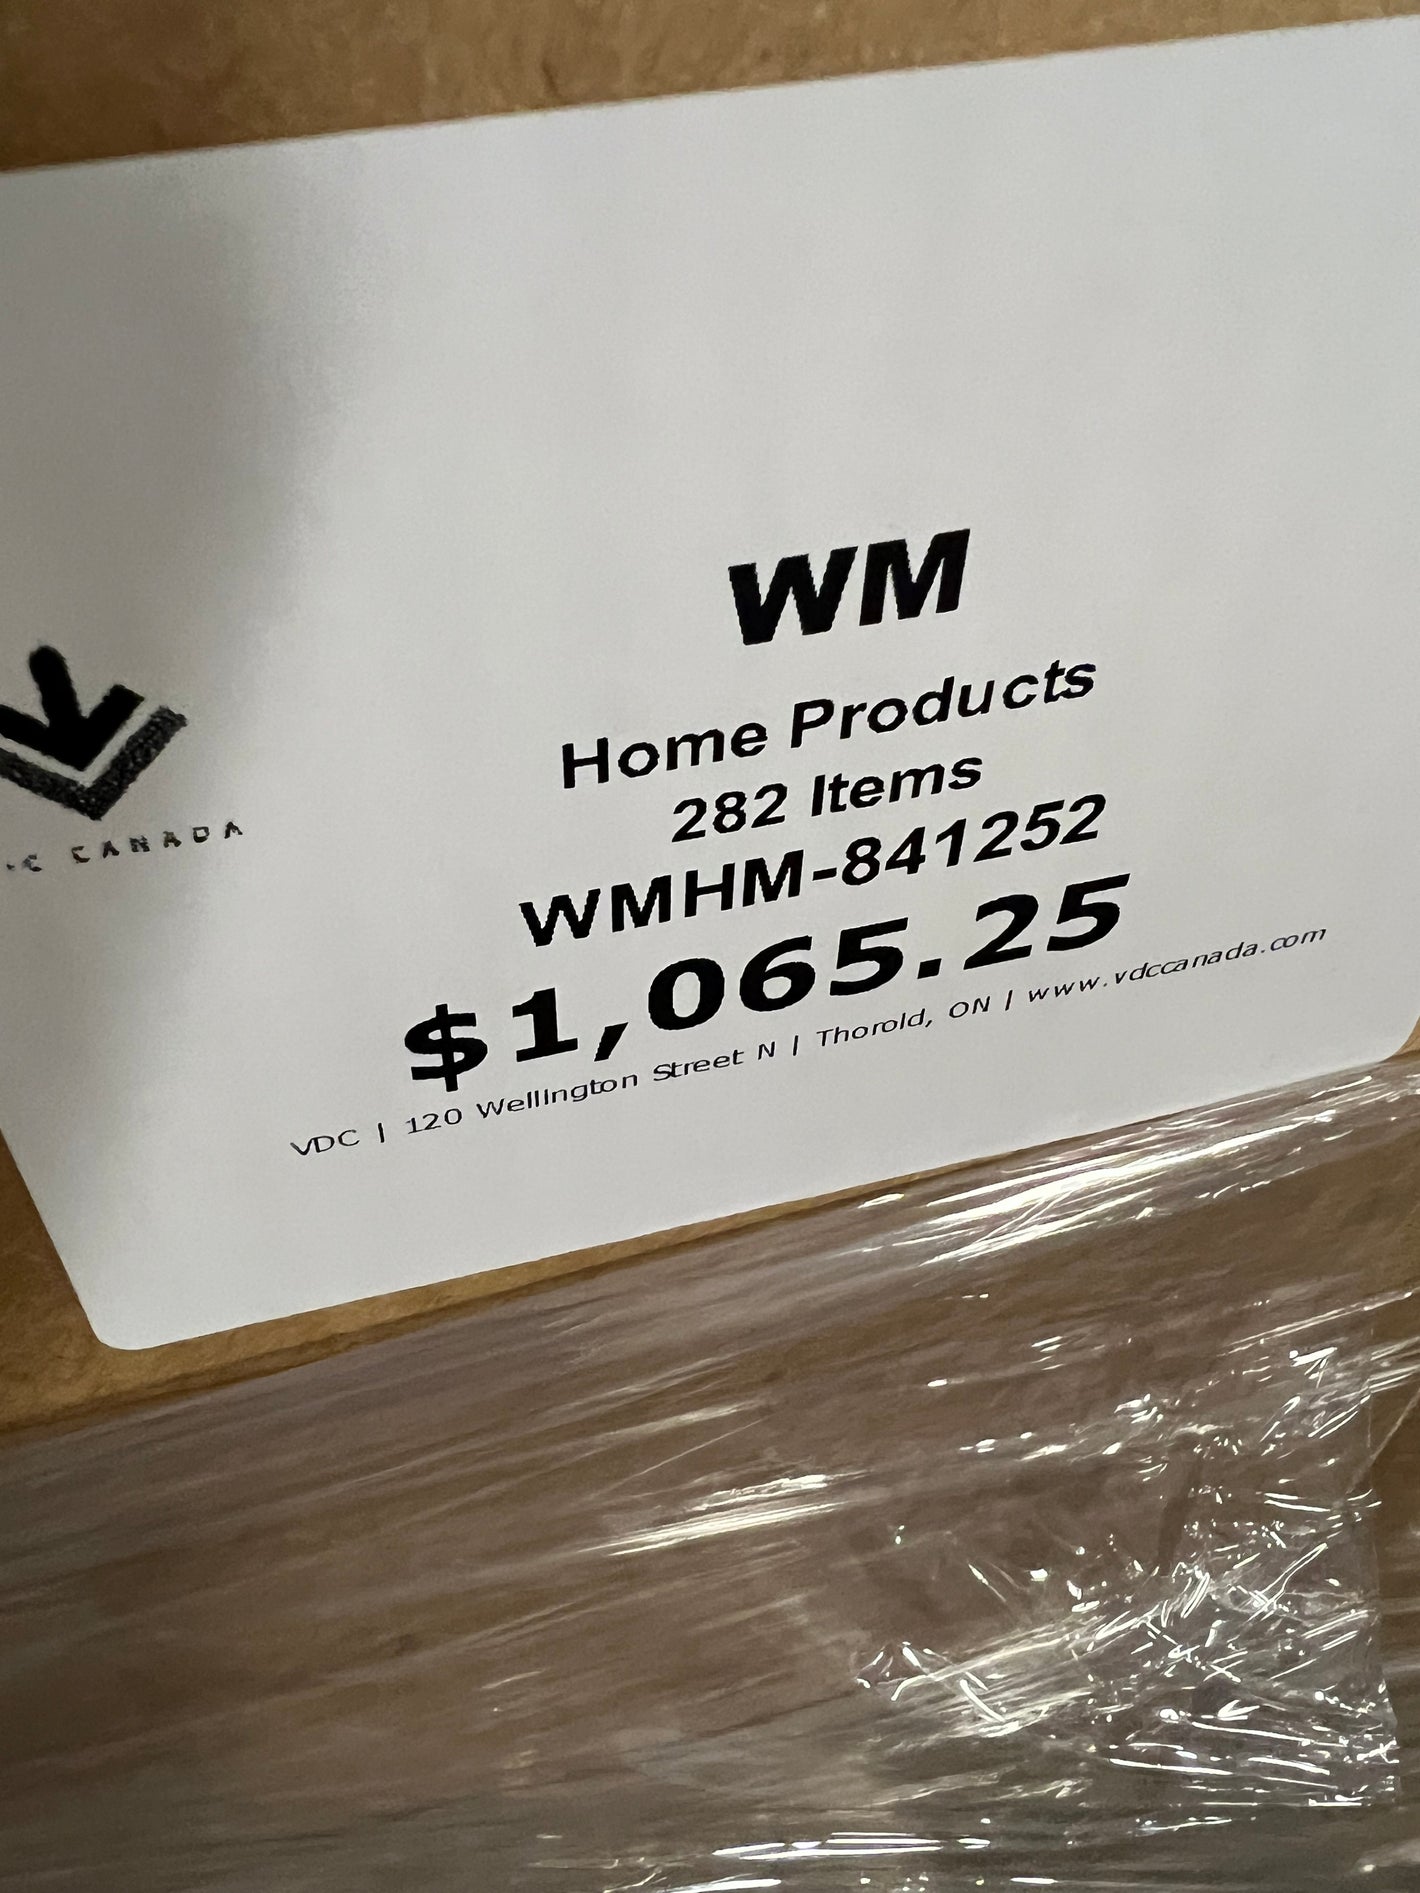 WM
Home Products
282 Items
WMHM-841252
$1,065.25
VDC | 120 Wellington Street N | Thorold, ON | www.vdccanada.com
CANADA